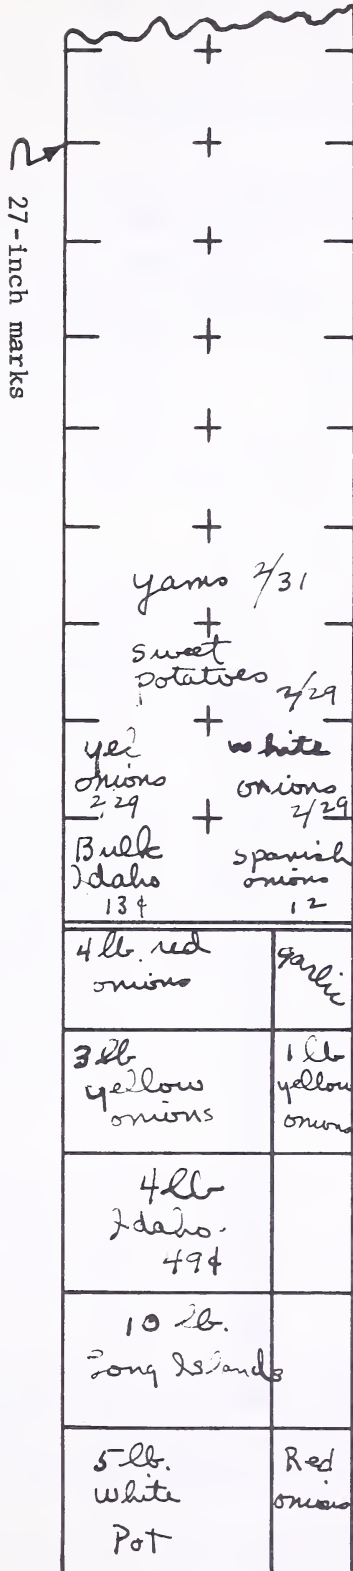 27-inch marks
yams 2/31
sweet
potatoes 2/29
yel
onions
2/29
white
onions
2/29
Bulk
Idaho
13¢
spanish
onions
12
4 lb. red
onions
garlic
3 lb
yellow
onions
1 lb
yellow
onions
4 lb
Idaho.
49¢
10 lb.
Long Islands
5 lb.
White
Pot
Red
onions